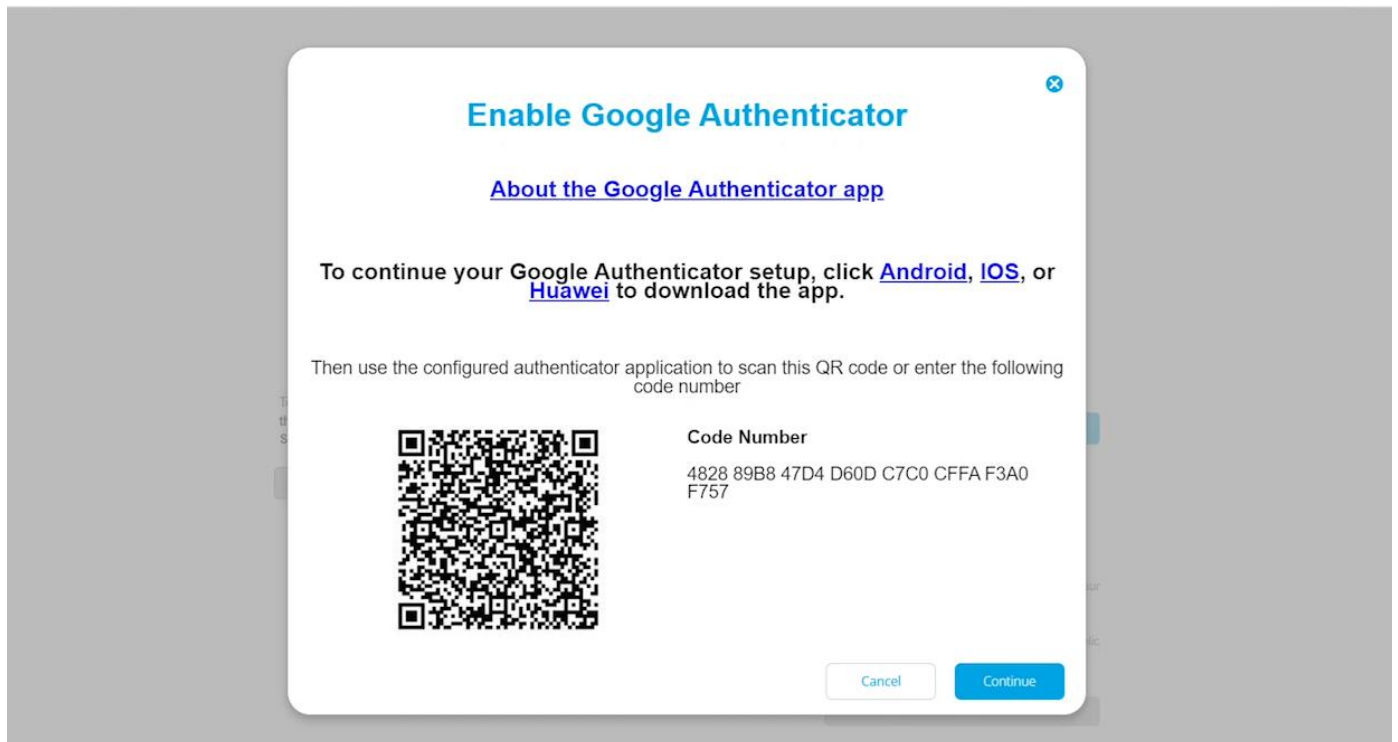 Enable Google Authenticator
About the Google Authenticator app
To continue your Google Authenticator setup, click Android, IOS, or
Huawei to download the app.
Then use the configured authenticator application to scan this QR code or enter the following
code number
Code Number
4828 89B8 47D4 D60D C7C0 CFFA F3A0
F757
Cancel
Continue